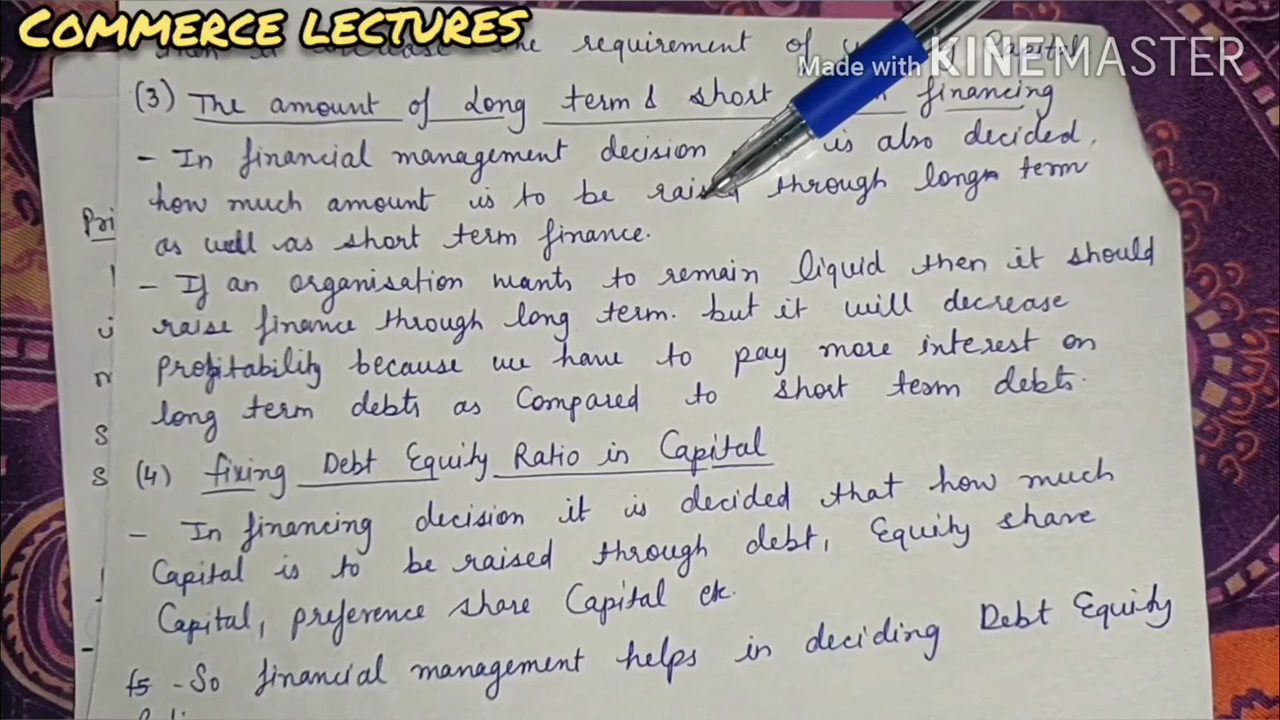 COMMERCE LECTURES
the requirement of Capital
Made with KINEMASTER
(3) The amount of Long term & short financing
- In financial management decision is also decided,
how much amount is to be raised through long term
as well as short term finance.
- If an organisation wants to remain liquid then it should
raise finance through long term. but it will decrease
Profitability because we have to pay more interest on
long term debts as Compared to short term debts.
(4) fixing Debt Equity Ratio in Capital
- In financing decision it is decided that how much
Capital is to be raised through debt, Equity share
Capital, preference share Capital etc.
- So financial management helps in deciding Debt Equity